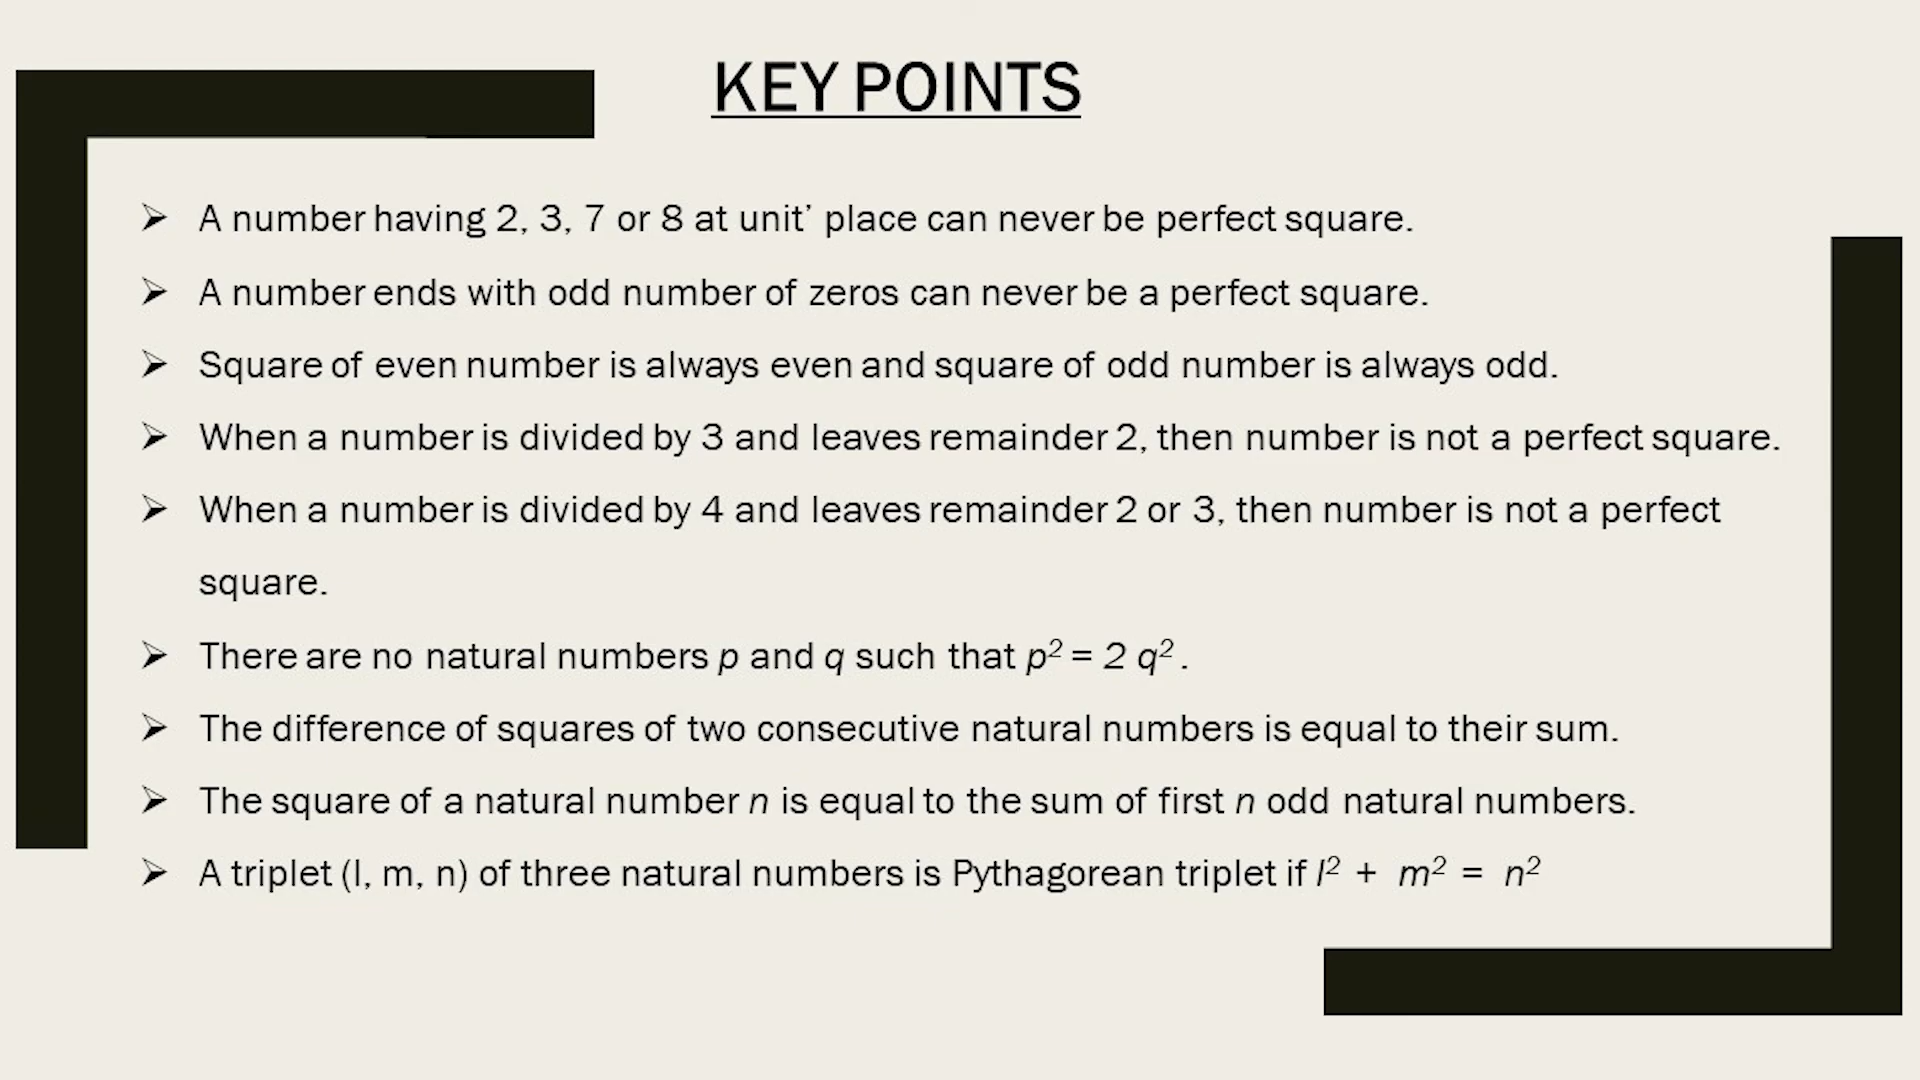 KEY POINTS
➢ A number having 2, 3, 7 or 8 at unit’ place can never be perfect square.
➢ A number ends with odd number of zeros can never be a perfect square.
➢ Square of even number is always even and square of odd number is always odd.
➢ When a number is divided by 3 and leaves remainder 2, then number is not a perfect square.
➢ When a number is divided by 4 and leaves remainder 2 or 3, then number is not a perfect
square.
➢ There are no natural numbers p and q such that p² = 2 q² .
➢ The difference of squares of two consecutive natural numbers is equal to their sum.
➢ The square of a natural number n is equal to the sum of first n odd natural numbers.
➢ A triplet (l, m, n) of three natural numbers is Pythagorean triplet if l² + m² = n²